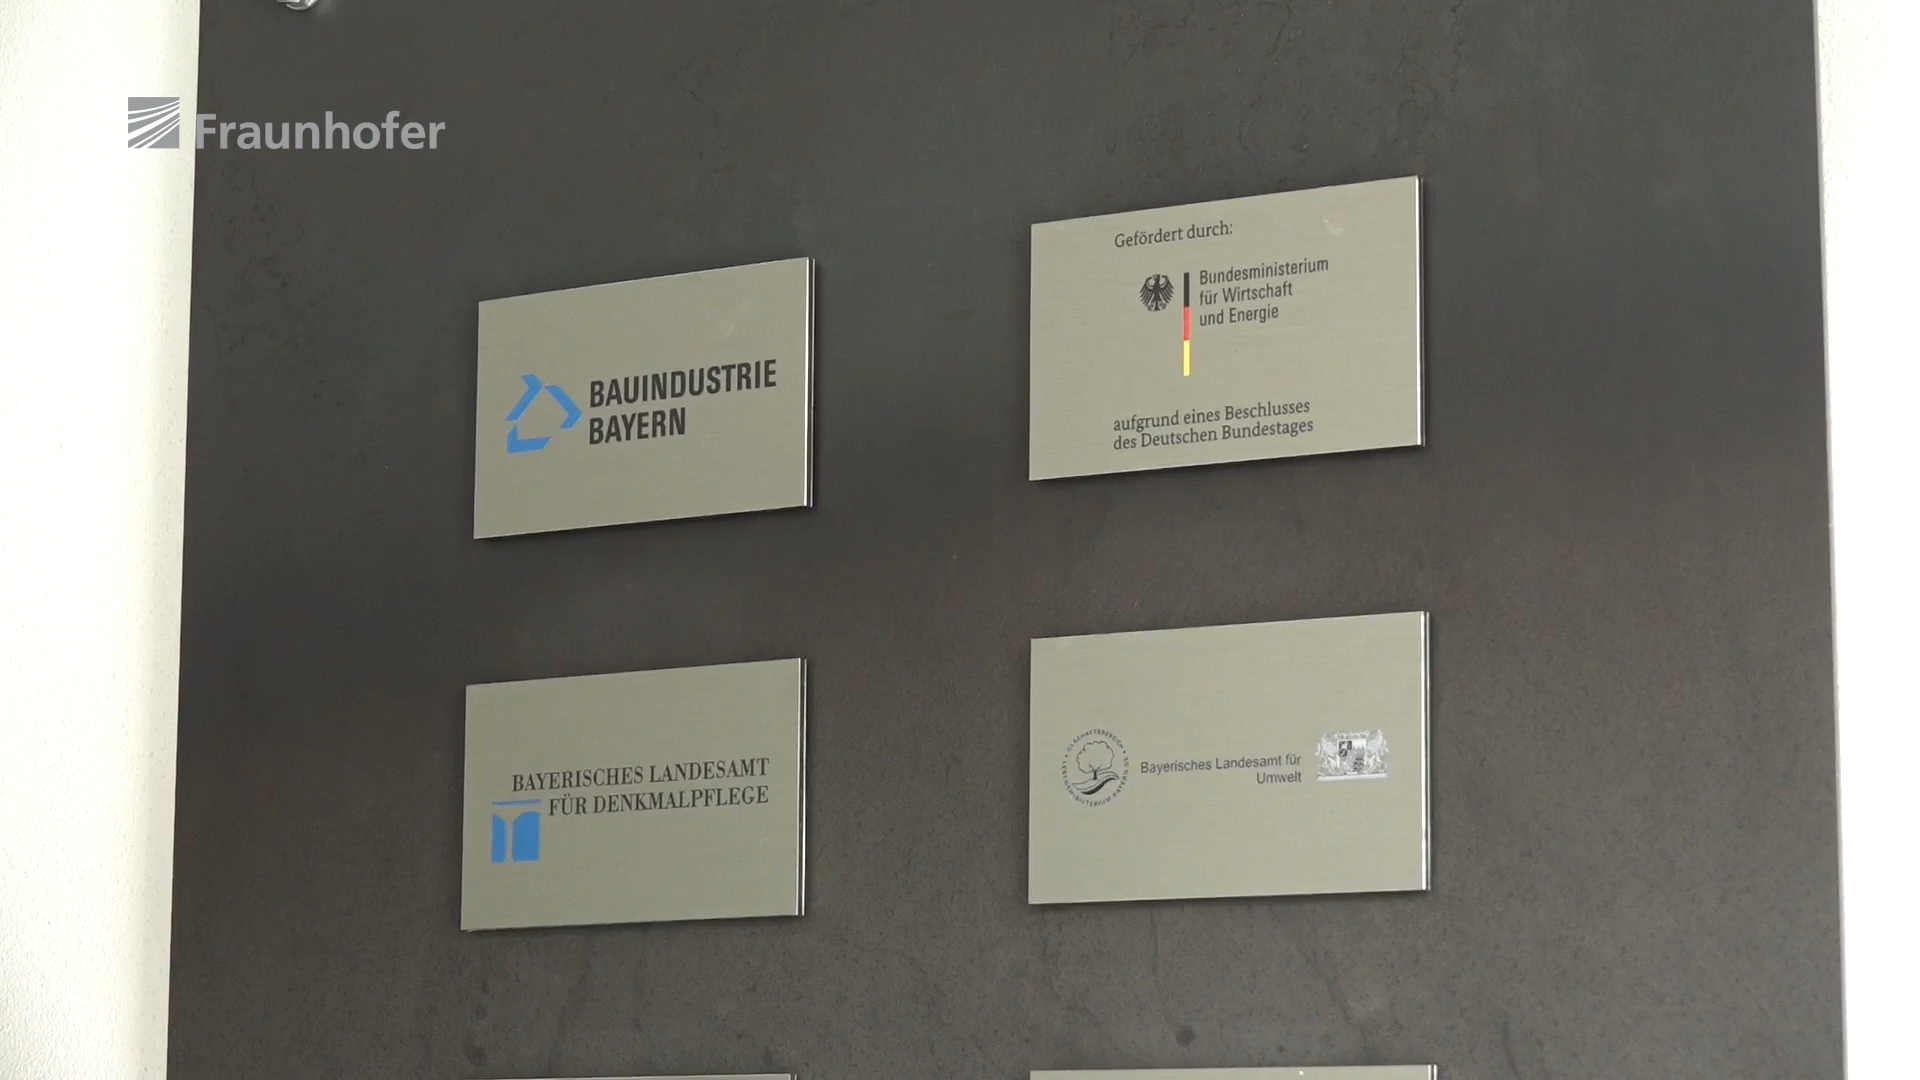 Fraunhofer
BAUINDUSTRIE
BAYERN
Gefördert durch:
Bundesministerium
für Wirtschaft
und Energie
aufgrund eines Beschlusses
des Deutschen Bundestages
BAYERISCHES LANDESAMT
FÜR DENKMALPFLEGE
Bayerisches Landesamt für
Umwelt